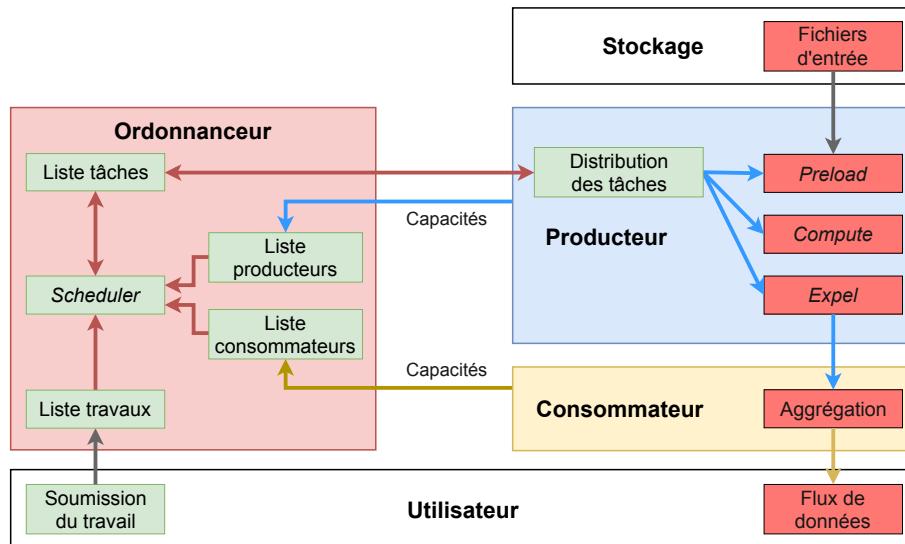 Stockage
Fichiers
d'entrée
Ordonnanceur
Liste tâches
Distribution
des tâches
Preload
Capacités
Liste
producteurs
Producteur
Compute
Scheduler
Expel
Liste
consommateurs
Capacités
Liste travaux
Consommateur
Aggrégation
Soumission
du travail
Utilisateur
Flux de
données